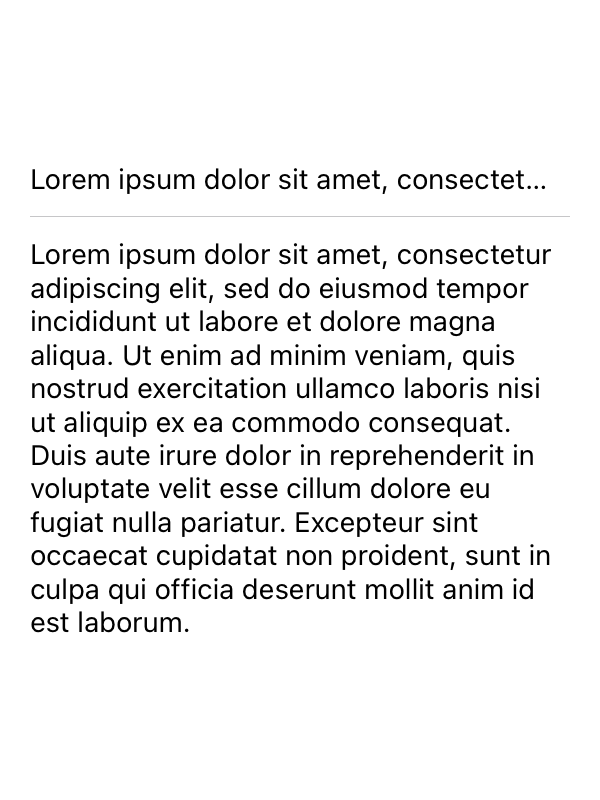 Lorem ipsum dolor sit amet, consectet...
Lorem ipsum dolor sit amet, consectetur
adipiscing elit, sed do eiusmod tempor
incididunt ut labore et dolore magna
aliqua. Ut enim ad minim veniam, quis
nostrud exercitation ullamco laboris nisi
ut aliquip ex ea commodo consequat.
Duis aute irure dolor in reprehenderit in
voluptate velit esse cillum dolore eu
fugiat nulla pariatur. Excepteur sint
occaecat cupidatat non proident, sunt in
culpa qui officia deserunt mollit anim id
est laborum.